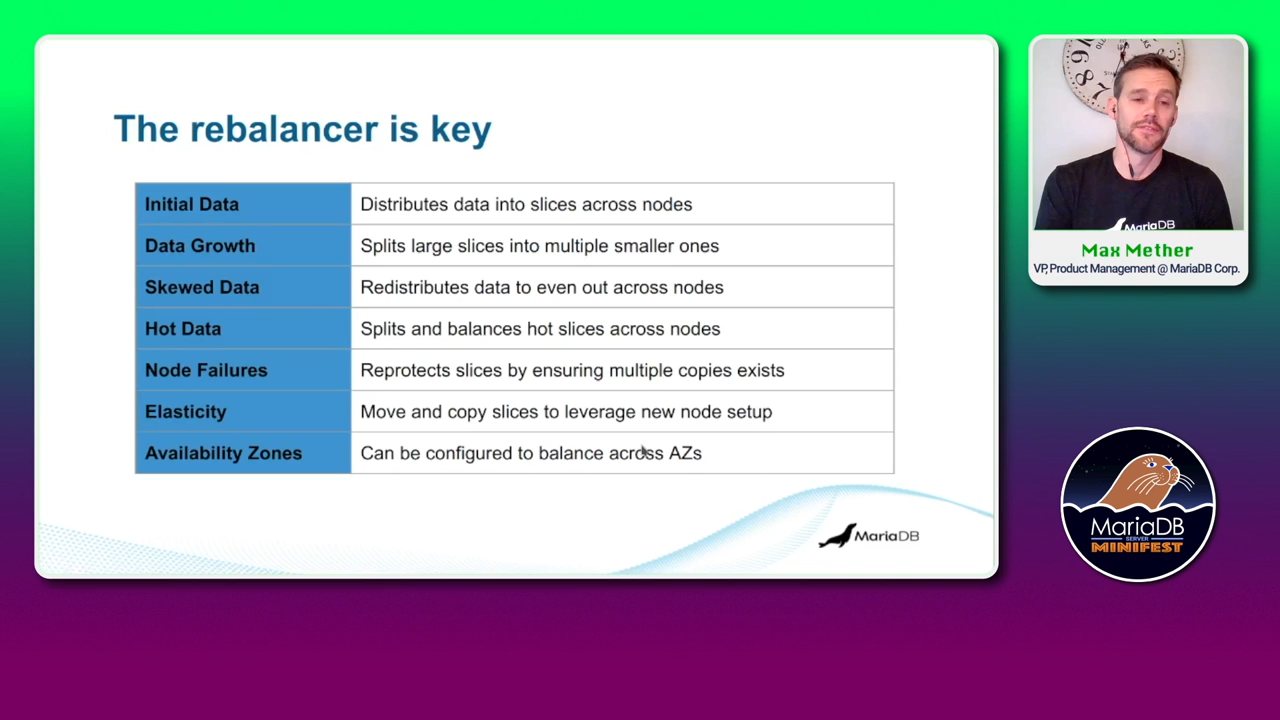 The rebalancer is key
Initial Data Distributes data into slices across nodes
Data Growth Splits large slices into multiple smaller ones
Skewed Data Redistributes data to even out across nodes
Hot Data Splits and balances hot slices across nodes
Node Failures Reprotects slices by ensuring multiple copies exists
Elasticity Move and copy slices to leverage new node setup
Availability Zones Can be configured to balance across AZs
MariaDB
MariaDB
Max Mether
VP, Product Management @ MariaDB Corp.
MariaDB
SERVER
MINIFEST